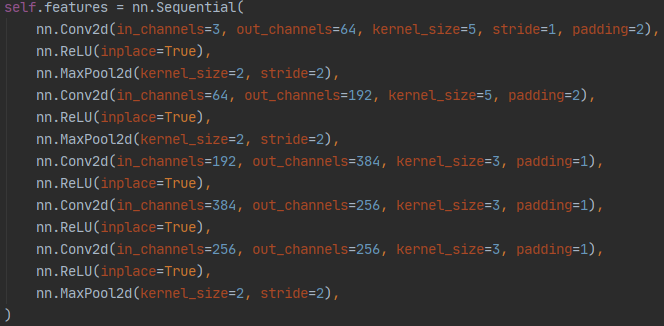 self.features = nn.Sequential(
    nn.Conv2d(in_channels=3, out_channels=64, kernel_size=5, stride=1, padding=2),
    nn.ReLU(inplace=True),
    nn.MaxPool2d(kernel_size=2, stride=2),
    nn.Conv2d(in_channels=64, out_channels=192, kernel_size=5, padding=2),
    nn.ReLU(inplace=True),
    nn.MaxPool2d(kernel_size=2, stride=2),
    nn.Conv2d(in_channels=192, out_channels=384, kernel_size=3, padding=1),
    nn.ReLU(inplace=True),
    nn.Conv2d(in_channels=384, out_channels=256, kernel_size=3, padding=1),
    nn.ReLU(inplace=True),
    nn.Conv2d(in_channels=256, out_channels=256, kernel_size=3, padding=1),
    nn.ReLU(inplace=True),
    nn.MaxPool2d(kernel_size=2, stride=2),
)